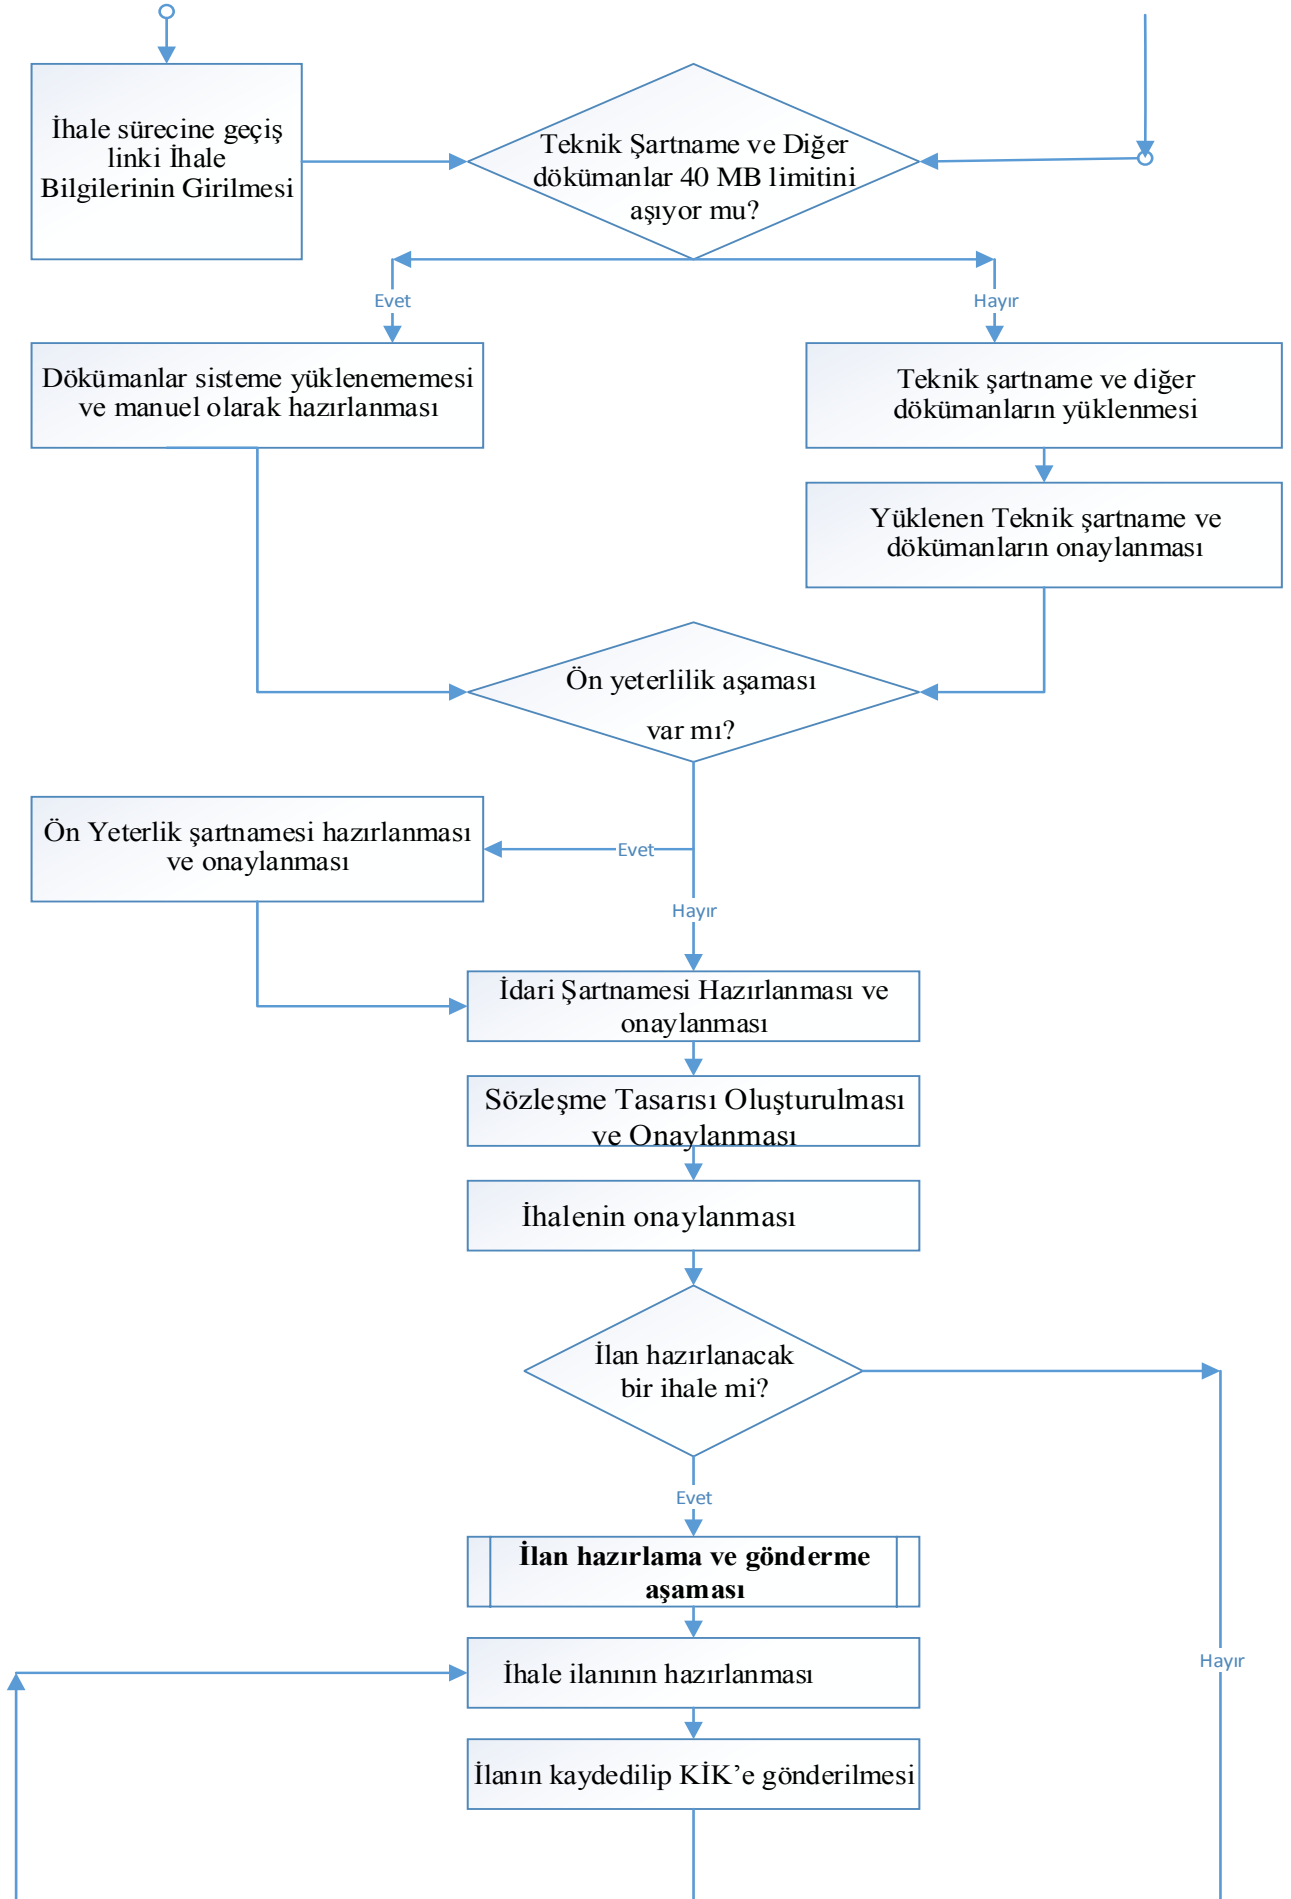 İhale sürecine geçiş
linki İhale
Bilgilerinin Girilmesi
Teknik Şartname ve Diğer
dökümanlar 40 MB limitini
aşıyor mu?
Evet
Hayır
Dökümanlar sisteme yüklenememesi
ve manuel olarak hazırlanması
Teknik şartname ve diğer
dökümanların yüklenmesi
Yüklenen Teknik şartname ve
dökümanların onaylanması
Ön yeterlilik aşaması
var mı?
Ön Yeterlik şartnamesi hazırlanması
ve onaylanması
Evet
Hayır
İdari Şartnamesi Hazırlanması ve
onaylanması
Sözleşme Tasarısı Oluşturulması
ve Onaylanması
İhalenin onaylanması
İlan hazırlanacak
bir ihale mi?
Evet
İlan hazırlama ve gönderme
aşaması
İhale ilanının hazırlanması
Hayır
İlanın kaydedilip KİK’e gönderilmesi